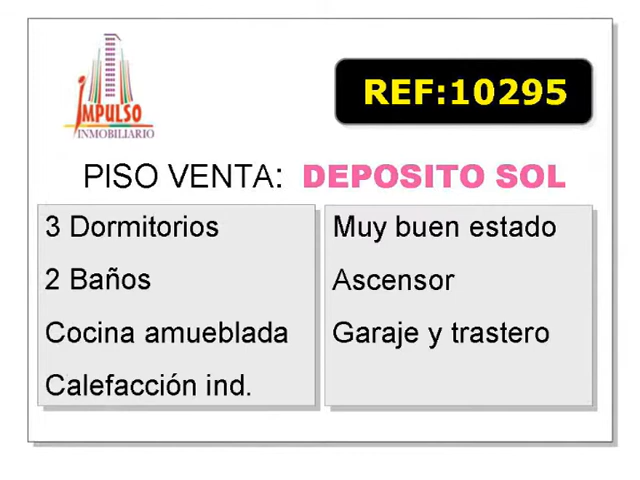 IMPULSO
INMOBILIARIO
REF:10295
PISO VENTA: DEPOSITO SOL
3 Dormitorios
2 Baños
Cocina amueblada
Calefacción ind.
Muy buen estado
Ascensor
Garaje y trastero